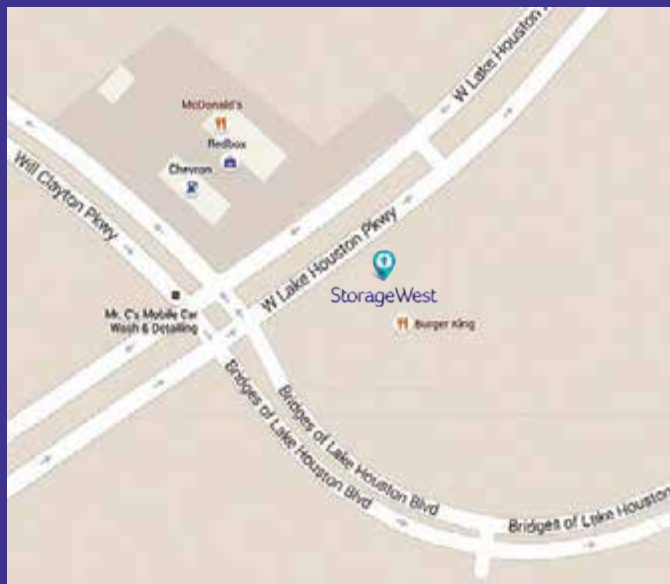 W Lake Houston P
McDonald's
Redbox
Chevron
Will Clayton Pkwy
W Lake Houston Pkwy
StorageWest
Mr. C's Mobile Car
Wash & Detailing
Burger King
Bridges of Lake Houston Blvd
Bridges of Lake Houston Blvd
Bridges of Lake Houston